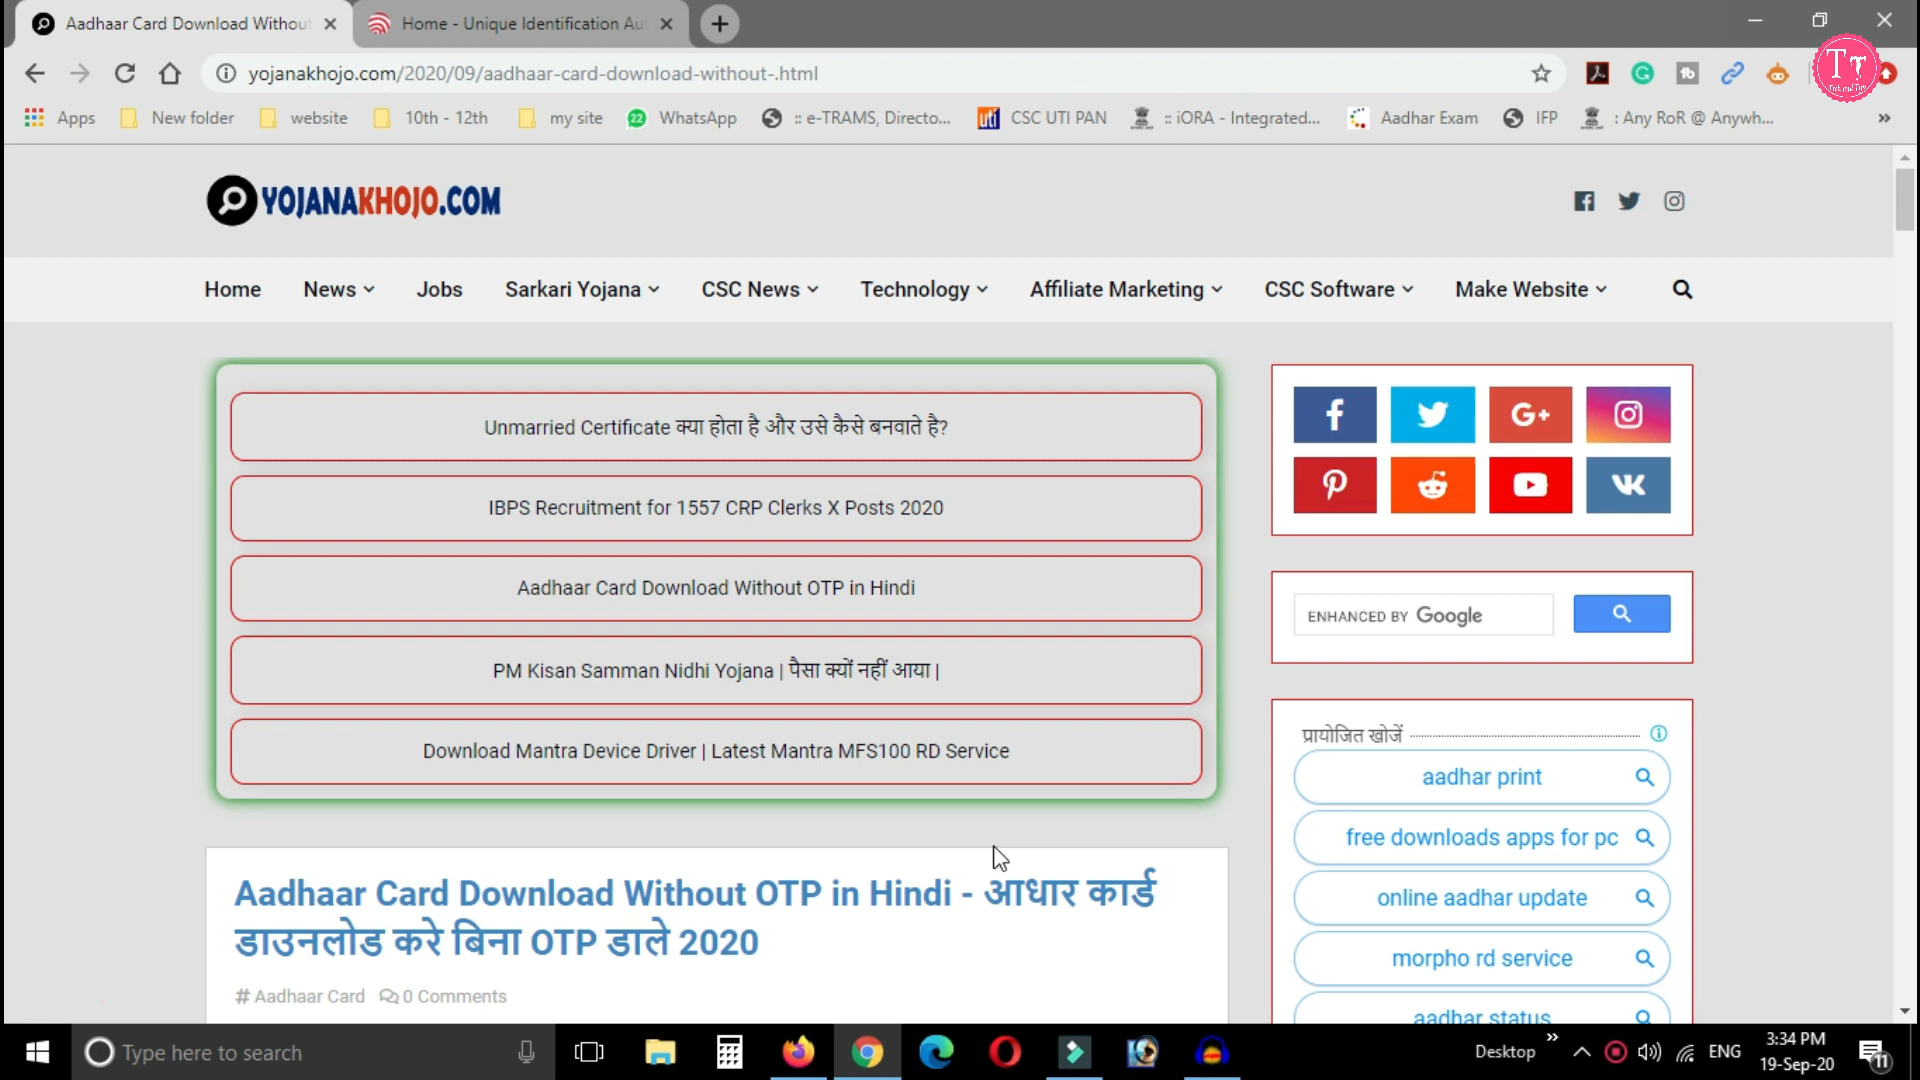 Aadhaar Card Download Withou
Home - Unique Identification Au
yojanakhojo.com/2020/09/aadhaar-card-download-without-.html
Apps New folder website 10th - 12th my site 22 WhatsApp :: e-TRAMS, Directo... uti CSC UTI PAN :: iORA - Integrated... Aadhar Exam IFP : Any RoR @ Anywh... »
TT
YOJANAKHOJO.COM
Home News Jobs Sarkari Yojana CSC News Technology Affiliate Marketing CSC Software Make Website
Unmarried Certificate क्या होता है और उसे कैसे बनवाते है?
IBPS Recruitment for 1557 CRP Clerks X Posts 2020
Aadhaar Card Download Without OTP in Hindi
PM Kisan Samman Nidhi Yojana | पैसा क्यों नहीं आया |
Download Mantra Device Driver | Latest Mantra MFS100 RD Service
G+
ENHANCED BY Google
प्रायोजित खोजें
aadhar print
free downloads apps for pc
online aadhar update
morpho rd service
aadhar status
Aadhaar Card Download Without OTP in Hindi - आधार कार्ड
डाउनलोड करे बिना OTP डाले 2020
# Aadhaar Card 0 Comments
Type here to search
Desktop » ENG
3:34 PM
19-Sep-20
11